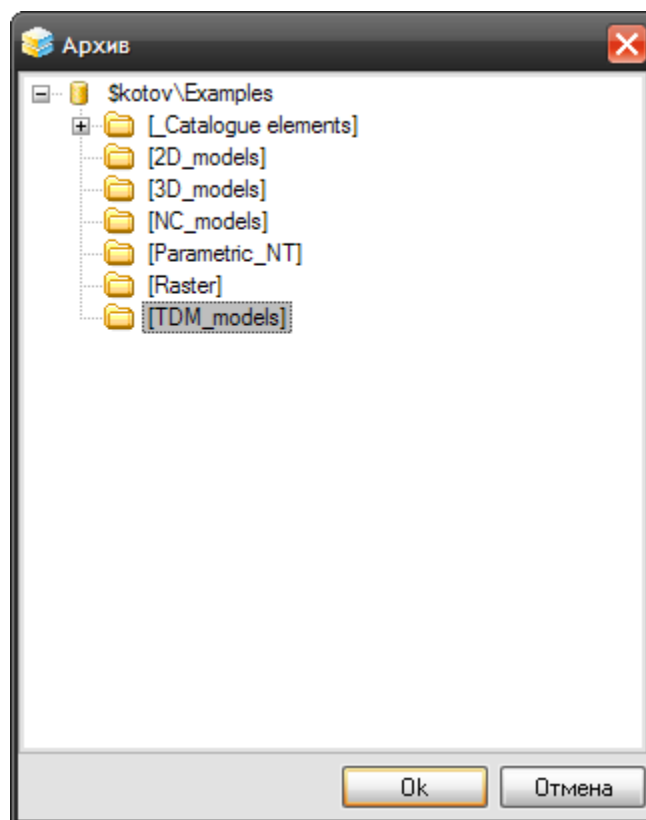 Архив
$kotov\Examples
[_Catalogue elements]
[2D_models]
[3D_models]
[NC_models]
[Parametric_NT]
[Raster]
[TDM_models]
Ok Отмена